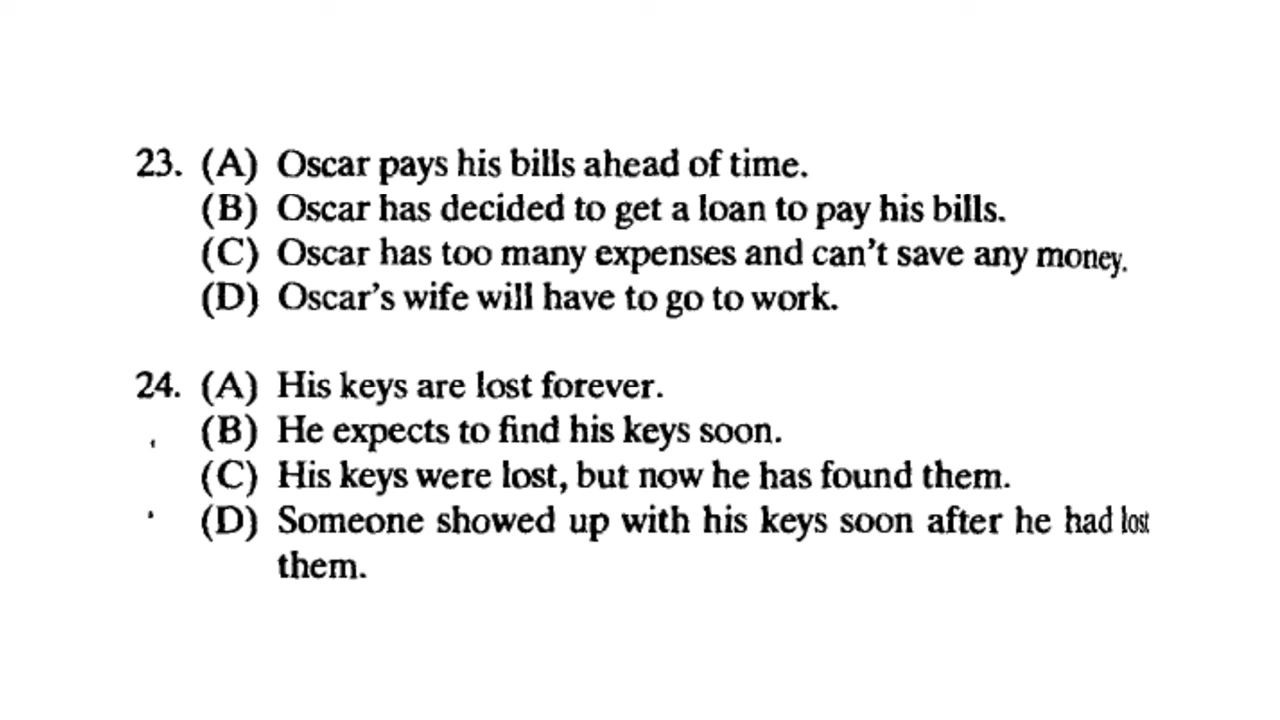 23. (A) Oscar pays his bills ahead of time.
(B) Oscar has decided to get a loan to pay his bills.
(C) Oscar has too many expenses and can't save any money.
(D) Oscar's wife will have to go to work.
24. (A) His keys are lost forever.
(B) He expects to find his keys soon.
(C) His keys were lost, but now he has found them.
(D) Someone showed up with his keys soon after he had lost
them.